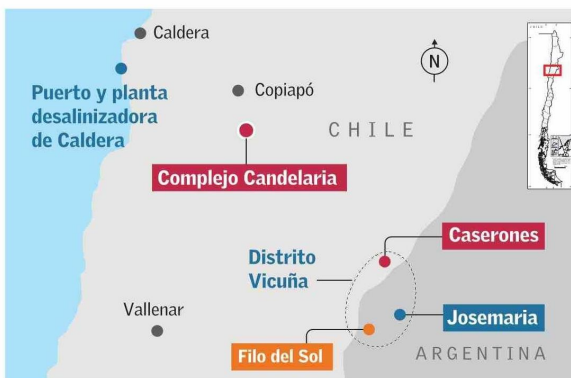 Caldera
CHILE
Puerto y planta
desalinizadora
de Caldera
Copiapó
N
CHILE
Complejo Candelaria
Caserones
Distrito
Vicuña
Vallenar
Josemaria
Filo del Sol
ARGENTINA